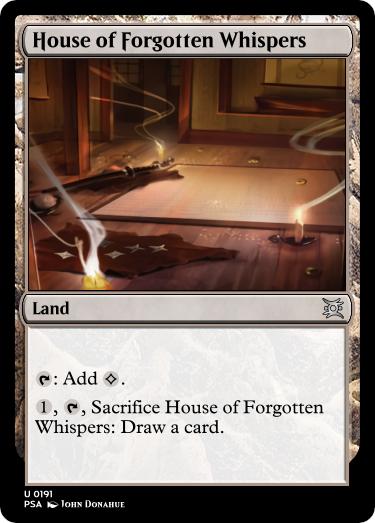 House of Forgotten Whispers
Land
: Add .
1, , Sacrifice House of Forgotten
Whispers: Draw a card.
U 0191
PSA John Donahue